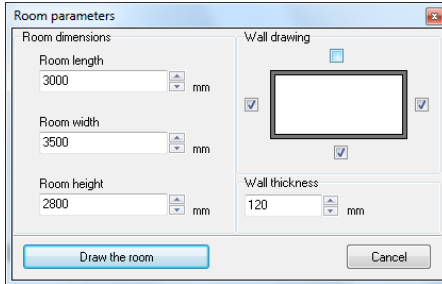 Room parameters
Room dimensions
Room length
3000
mm
Room width
3500
mm
Room height
2800
mm
Wall drawing
Wall thickness
120
mm
Draw the room
Cancel